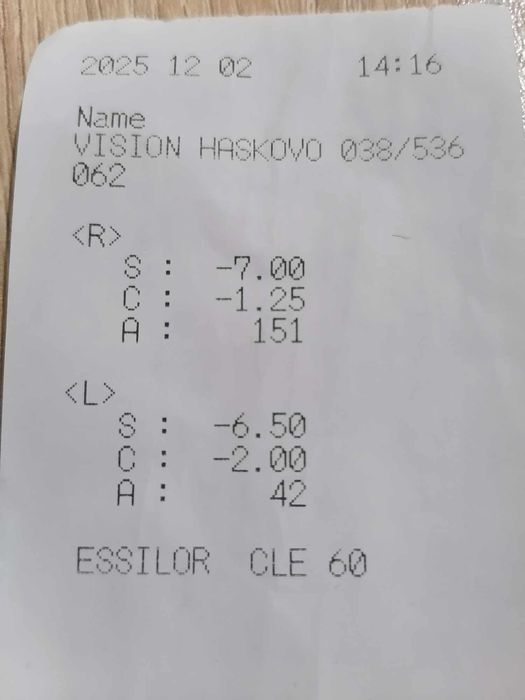 2025 12 02 14:16
Name
VISION HASKOVO 038/536
062
<R>
S : -7.00
C : -1.25
A : 151
<L>
S : -6.50
C : -2.00
A : 42
ESSILOR CLE 60